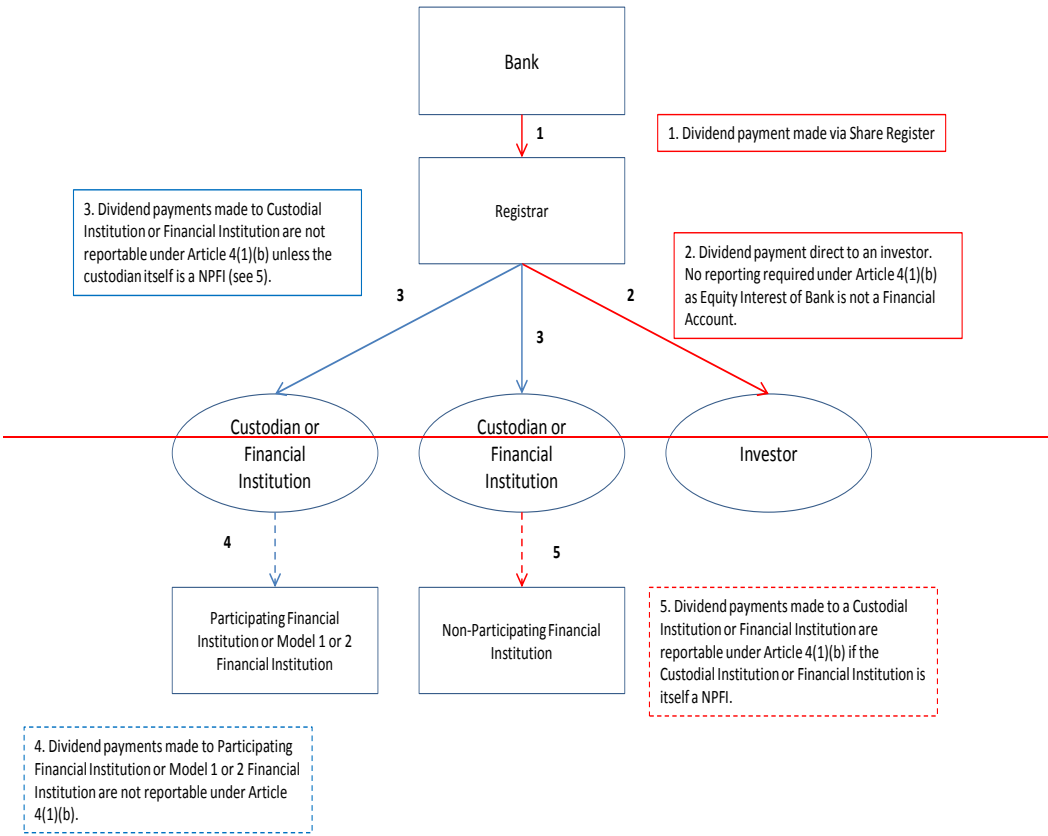 Bank
1
1. Dividend payment made via Share Register
Registrar
3. Dividend payments made to Custodial
Institution or Financial Institution are not
reportable under Article 4(1)(b) unless the
custodian itself is a NPFI (see 5).
2. Dividend payment direct to an investor.
No reporting required under Article 4(1)(b)
as Equity Interest of Bank is not a Financial
Account.
3
3
2
Custodian or
Financial
Institution
Custodian or
Financial
Institution
Investor
4
5
Participating Financial
Institution or Model 1 or 2
Financial Institution
Non-Participating Financial
Institution
5. Dividend payments made to a Custodial
Institution or Financial Institution are
reportable under Article 4(1)(b) if the
Custodial Institution or Financial Institution is
itself a NPFI.
4. Dividend payments made to Participating
Financial Institution or Model 1 or 2 Financial
Institution are not reportable under Article
4(1)(b).